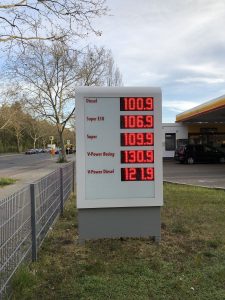 Diesel 100.9
Super E10 106.9
Super 109.9
V-Power Racing 130.9
V-Power Diesel 121.9